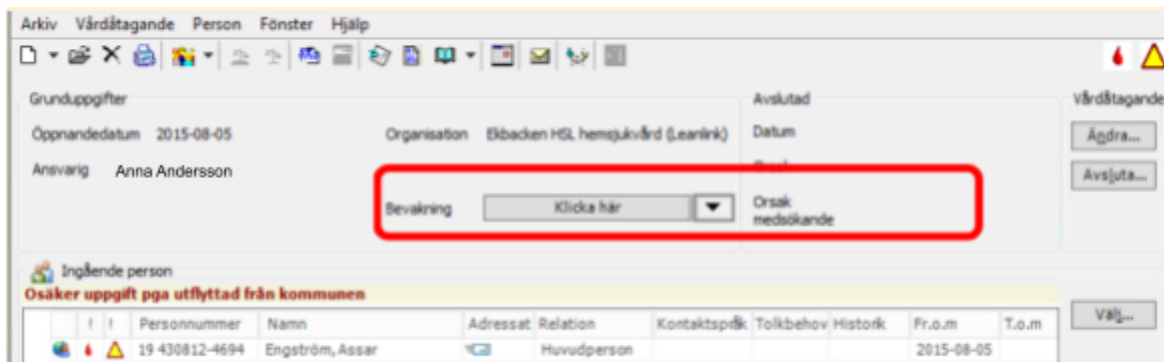 Arkiv Vårdåtagande Person Fönster Hjälp
Grunduppgifter
Avslutad
Vårdåtagande
Öppnandedatum 2015-08-05
Organisation Ekbacken HSL hemsjukvård (Leanlink)
Datum
Ändra...
Ansvarig Anna Andersson
Avsluta...
Bevakning Klicka här
Orsak
medsökande
Ingående person
Osäker uppgift pga utflyttad från kommunen
Välj...
! ! Personnummer Namn Adressat Relation Kontaktspråk Tolkbehov Historik Fr.o.m T.o.m
19 430812-4694 Engström, Assar Huvudperson 2015-08-05